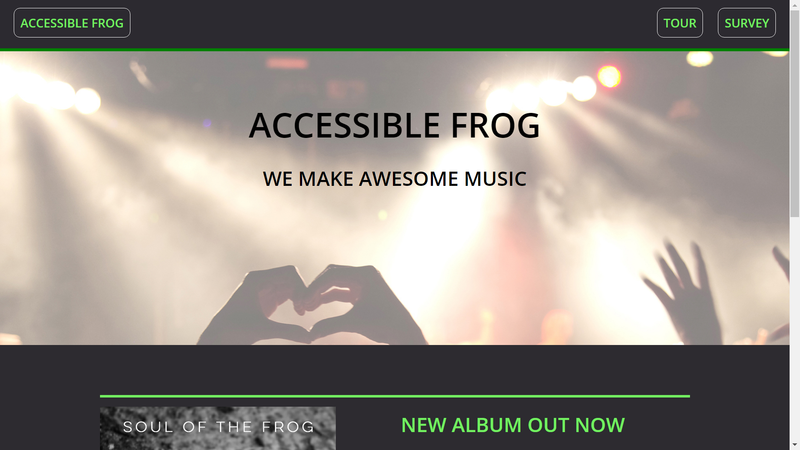 ACCESSIBLE FROG
TOUR
SURVEY
ACCESSIBLE FROG
WE MAKE AWESOME MUSIC
SOUL OF THE FROG
NEW ALBUM OUT NOW